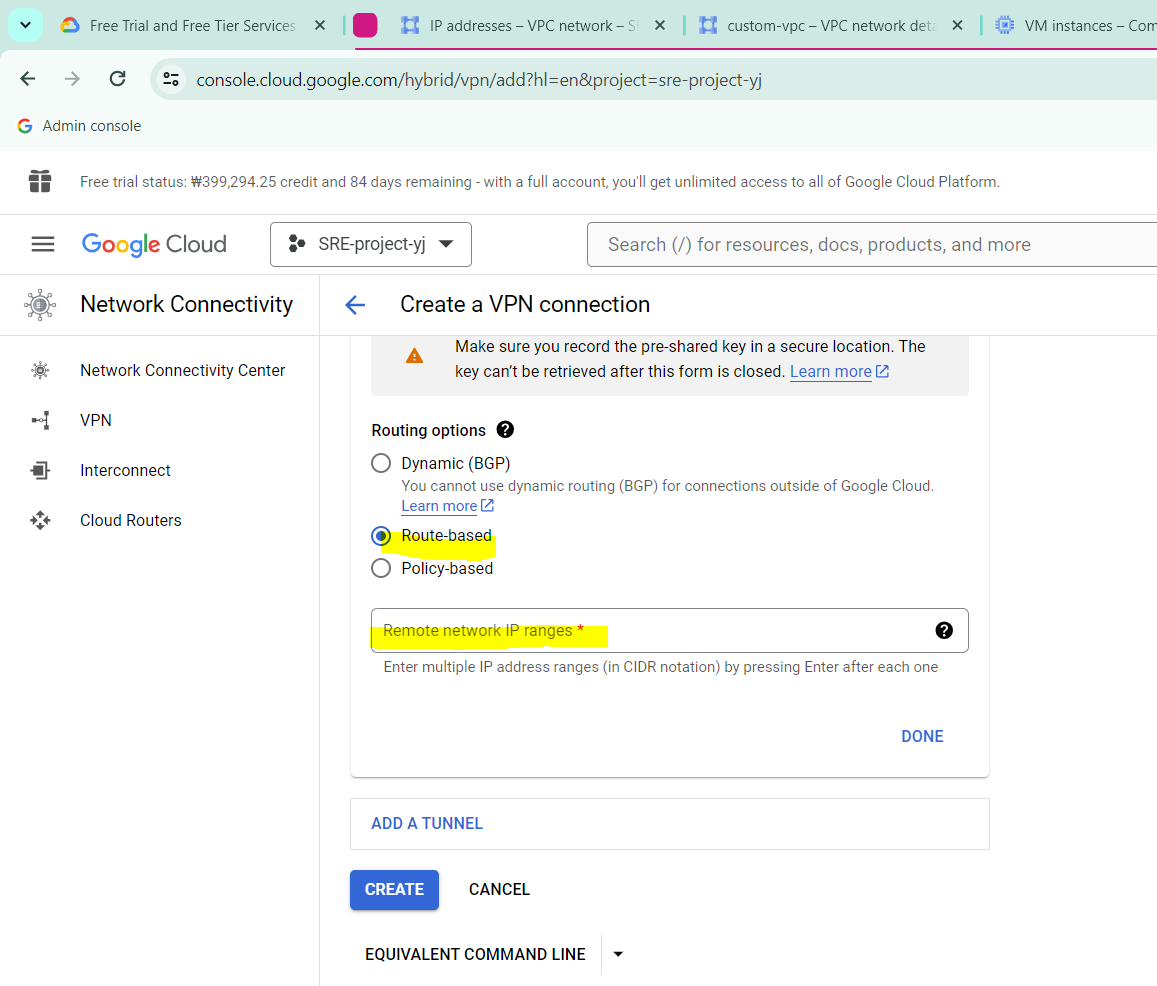 Free Trial and Free Tier Services
IP addresses – VPC network – S
custom-vpc – VPC network deta
VM instances – Com
console.cloud.google.com/hybrid/vpn/add?hl=en&project=sre-project-yj
Admin console
Free trial status: ₩399,294.25 credit and 84 days remaining - with a full account, you'll get unlimited access to all of Google Cloud Platform.
Google Cloud
SRE-project-yj
Search (/) for resources, docs, products, and more
Network Connectivity
Create a VPN connection
Network Connectivity Center
VPN
Interconnect
Cloud Routers
Make sure you record the pre-shared key in a secure location. The
key can't be retrieved after this form is closed. Learn more
Routing options
Dynamic (BGP)
You cannot use dynamic routing (BGP) for connections outside of Google Cloud.
Learn more
Route-based
Policy-based
Remote network IP ranges *
Enter multiple IP address ranges (in CIDR notation) by pressing Enter after each one
DONE
ADD A TUNNEL
CREATE
CANCEL
EQUIVALENT COMMAND LINE